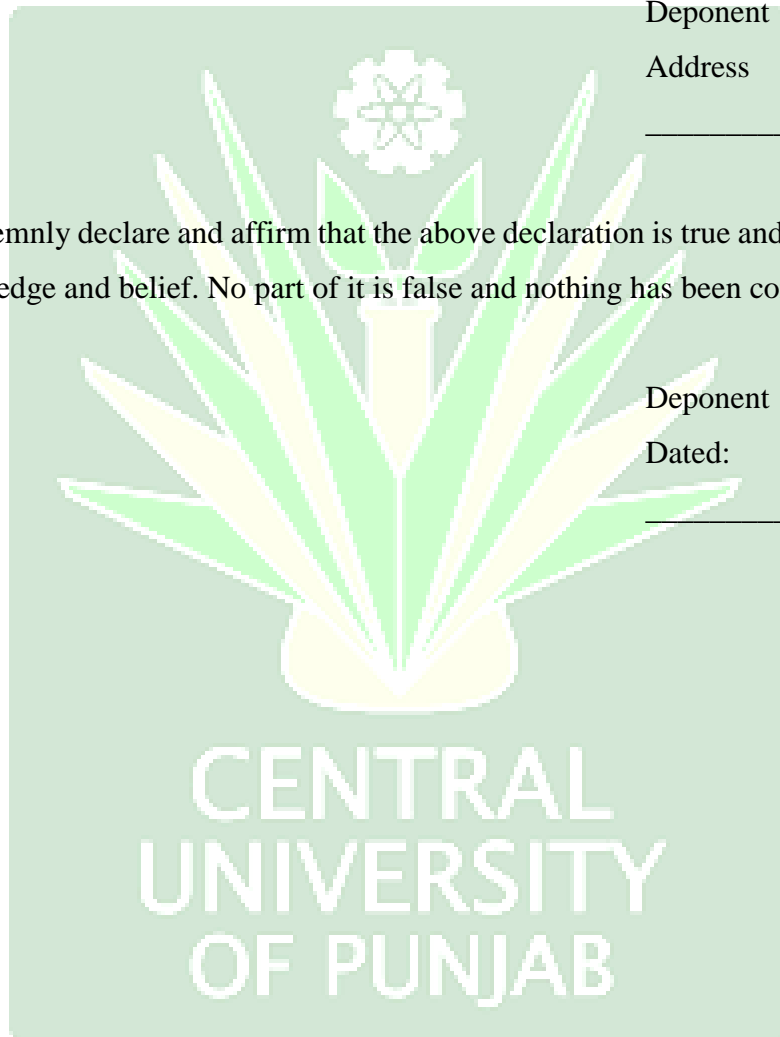 Deponent
Address
emnly declare and affirm that the above declaration is true and
edge and belief. No part of it is false and nothing has been co
Deponent
Dated:
CENTRAL
UNIVERSITY
OF PUNJAB